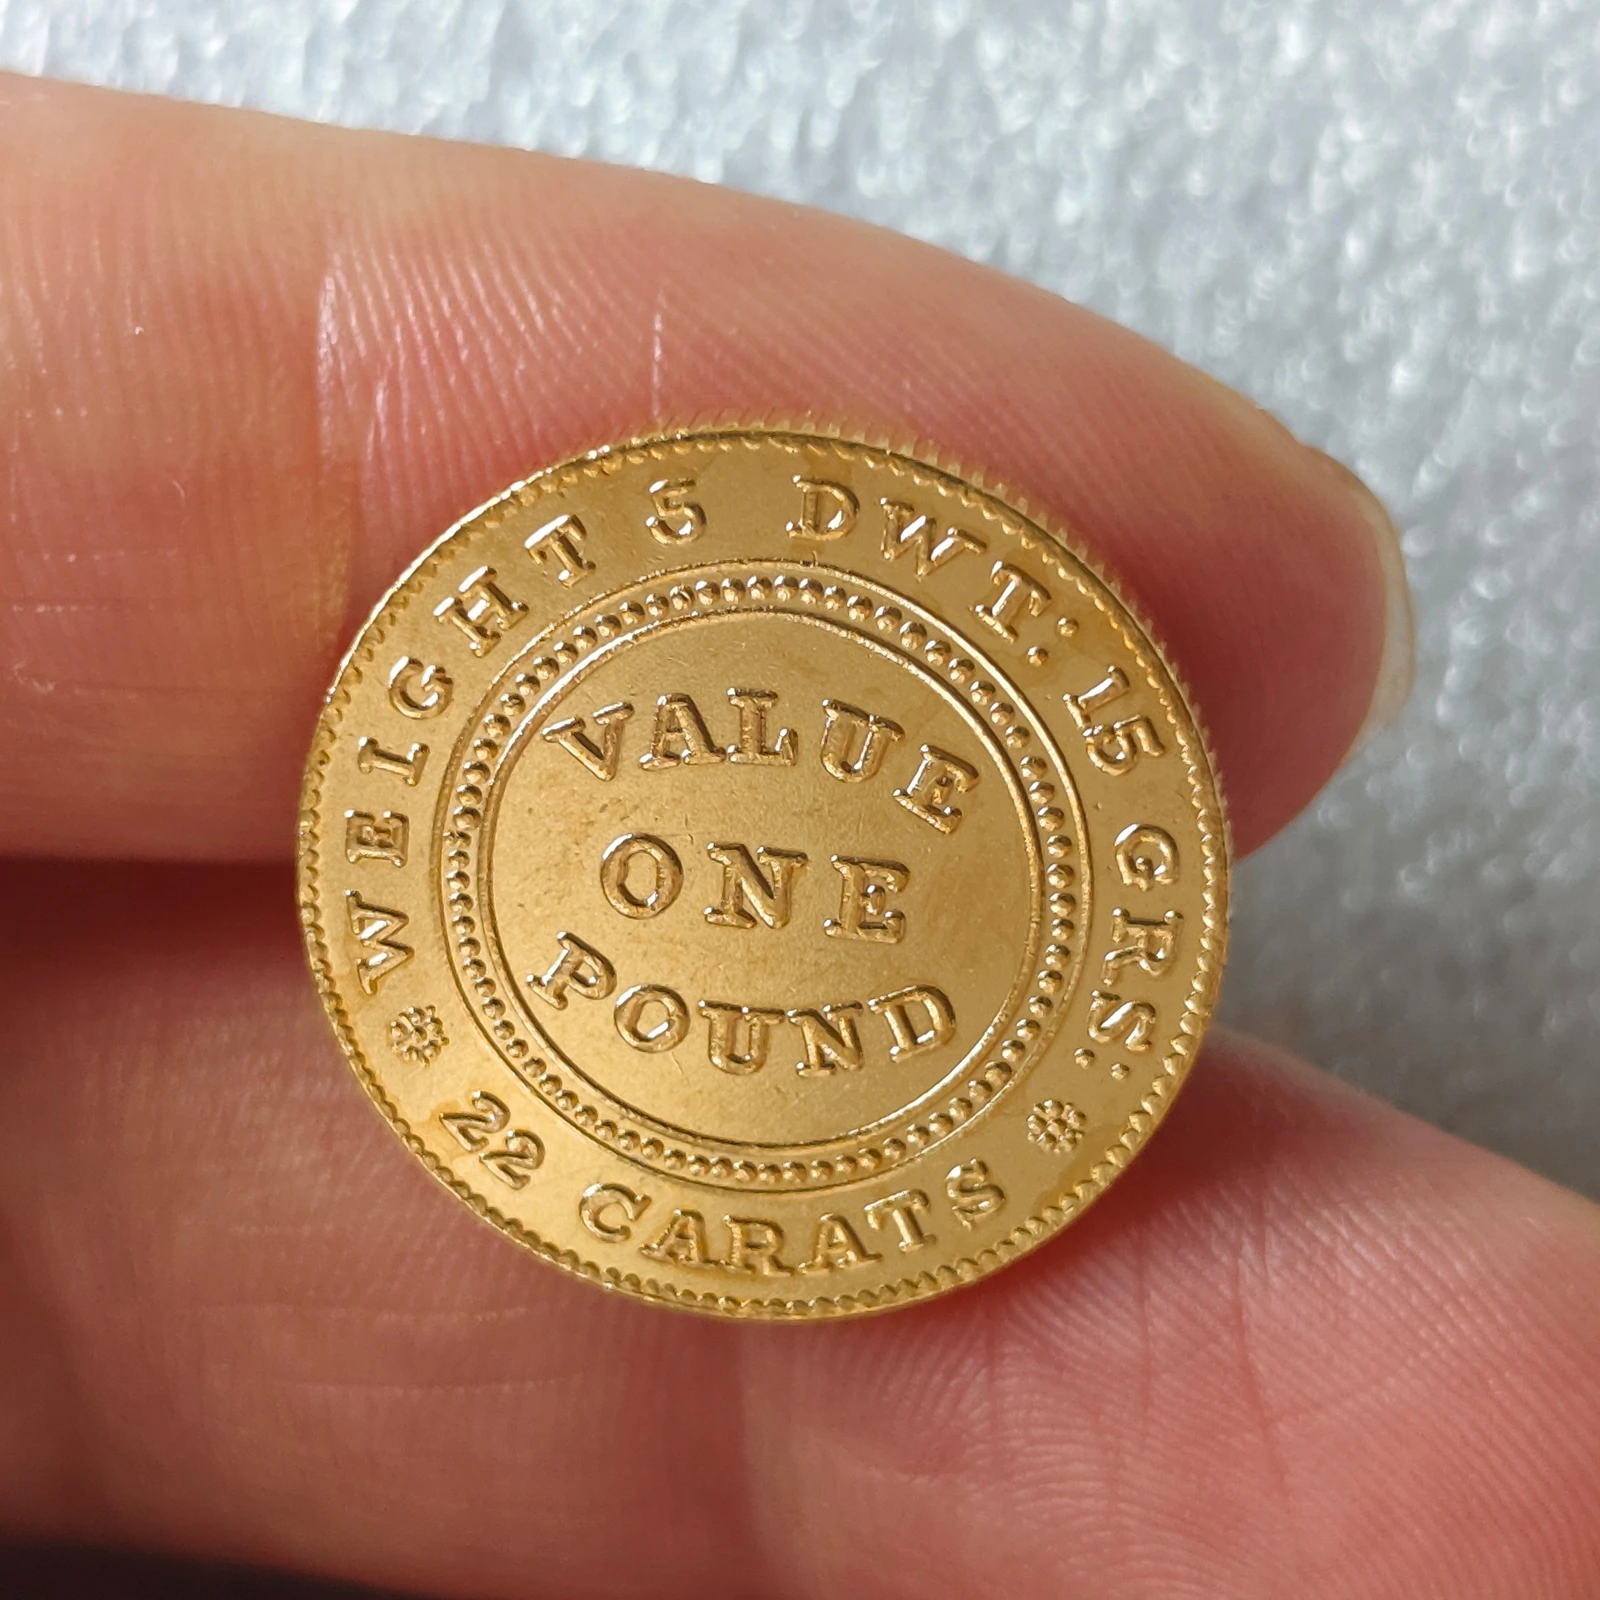 WEIGHT 5 DWT: 15 GRS:
VALUE
ONE
POUND
22 CARATS